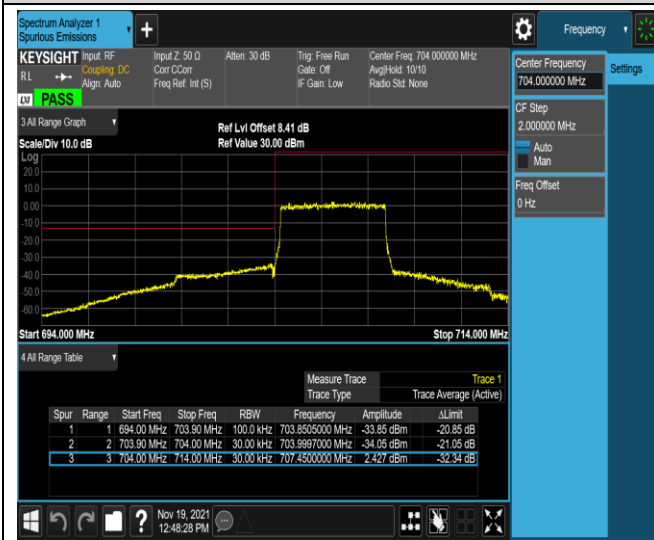 Spectrum Analyzer 1
Spurious Emissions
+
Frequency
KEYSIGHT
Input: RF
Input Z: 50 Ω
Atten: 30 dB
Trig: Free Run
Center Freq: 704.000000 MHz
RL
Coupling: DC
Corr CCorr
Gate: Off
Avg|Hold: 10/10
Align: Auto
Freq Ref: Int (S)
IF Gain: Low
Radio Std: None
LXI
PASS
Center Frequency
704.000000 MHz
Settings
CF Step
2.000000 MHz
Auto
Man
Freq Offset
0 Hz
3 All Range Graph
Ref Lvl Offset 8.41 dB
Scale/Div 10.0 dB
Ref Value 30.00 dBm
Log
20.0
10.0
0.00
-10.0
-20.0
-30.0
-40.0
-50.0
-60.0
Start 694.000 MHz
Stop 714.000 MHz
4 All Range Table
Measure Trace
Trace 1
Trace Type
Trace Average (Active)
Spur Range Start Freq Stop Freq RBW Frequency Amplitude ΔLimit
1 1 694.00 MHz 703.90 MHz 100.0 kHz 703.8505000 MHz -33.85 dBm -20.85 dB
2 2 703.90 MHz 704.00 MHz 30.00 kHz 703.9997000 MHz -34.05 dBm -21.05 dB
3 3 704.00 MHz 714.00 MHz 30.00 kHz 707.4500000 MHz 2.427 dBm -32.34 dB
?
Nov 19, 2021
12:48:28 PM